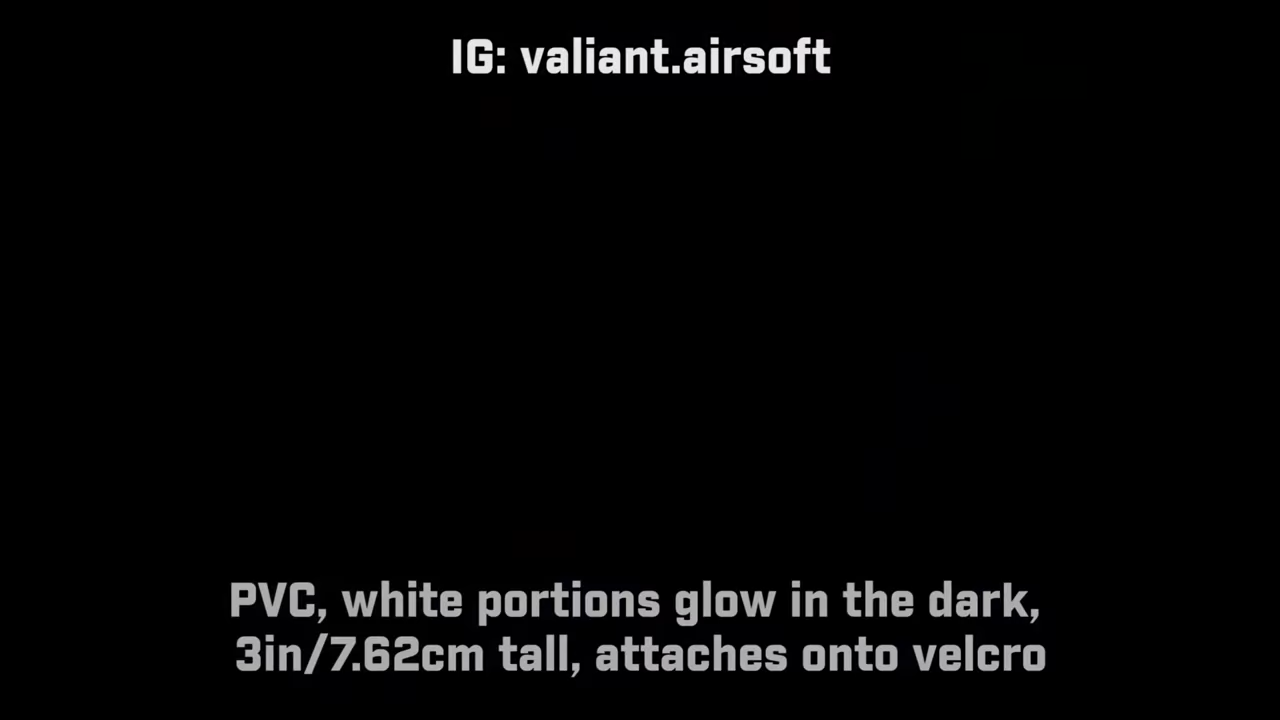 IG: valiant.airsoft
PVC, white portions glow in the dark,
3in/7.62cm tall, attaches onto velcro